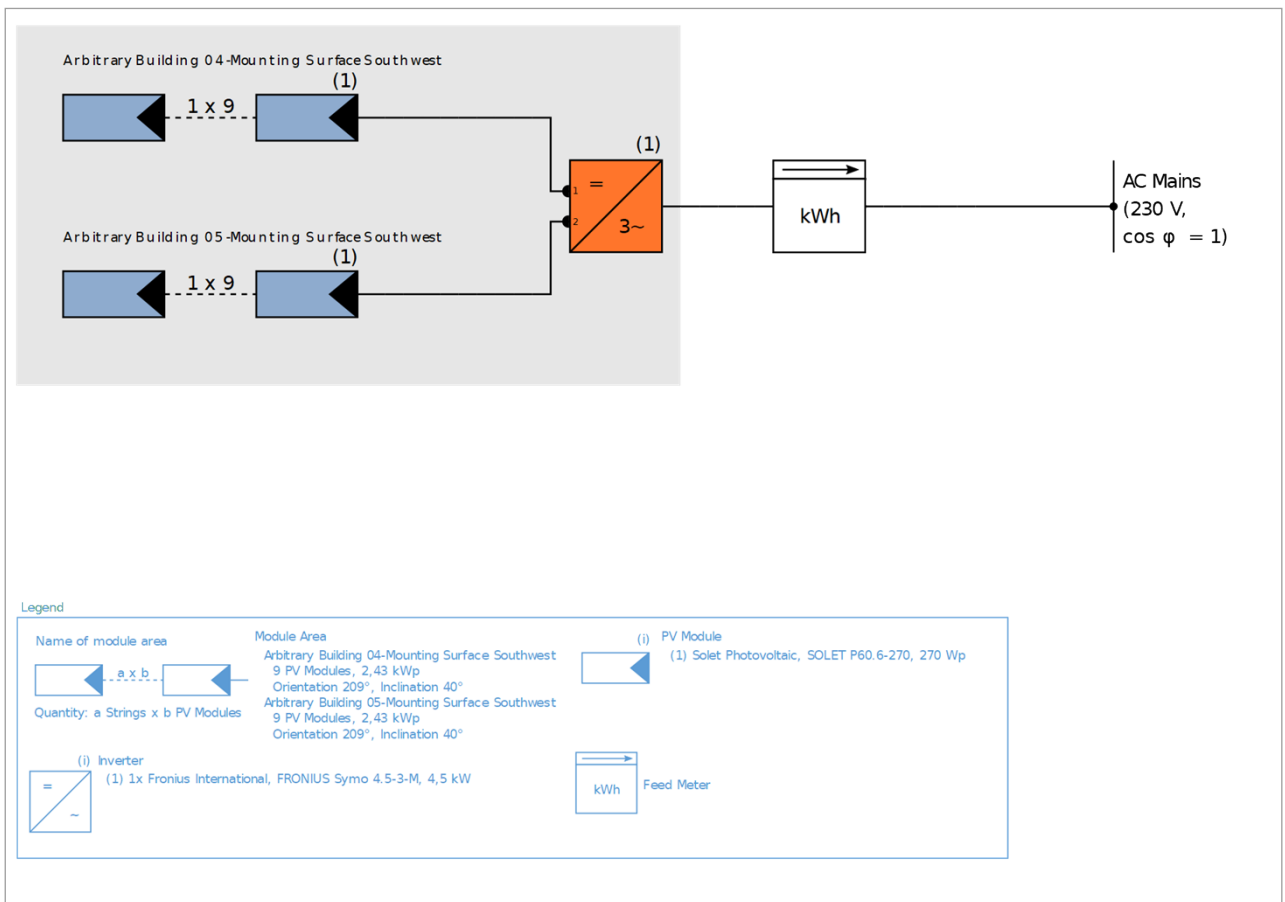 Arbitrary Building 04-Mounting Surface Southwest
(1)
1 x 9
(1)
1
=
2
3~
kWh
AC Mains
(230 V,
cos φ = 1)
Arbitrary Building 05-Mounting Surface Southwest
(1)
1 x 9
Legend
Name of module area
a x b
Quantity: a Strings x b PV Modules
Module Area
Arbitrary Building 04-Mounting Surface Southwest
9 PV Modules, 2,43 kWp
Orientation 209°, Inclination 40°
Arbitrary Building 05-Mounting Surface Southwest
9 PV Modules, 2,43 kWp
Orientation 209°, Inclination 40°
(i) PV Module
(1) Solet Photovoltaic, SOLET P60.6-270, 270 Wp
(i) Inverter
(1) 1x Fronius International, FRONIUS Symo 4.5-3-M, 4,5 kW
=
~
kWh
Feed Meter